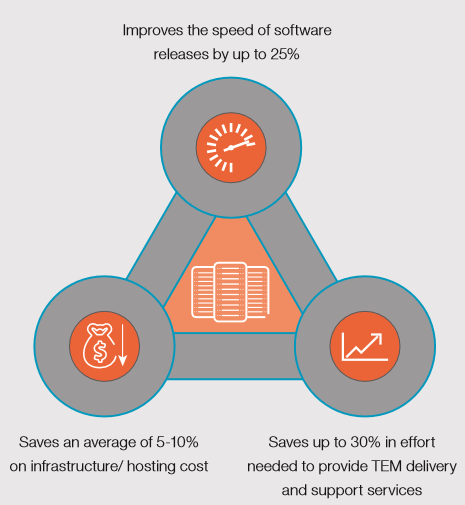 Improves the speed of software
releases by up to 25%
$
Saves an average of 5-10%
on infrastructure/ hosting cost
Saves up to 30% in effort
needed to provide TEM delivery
and support services